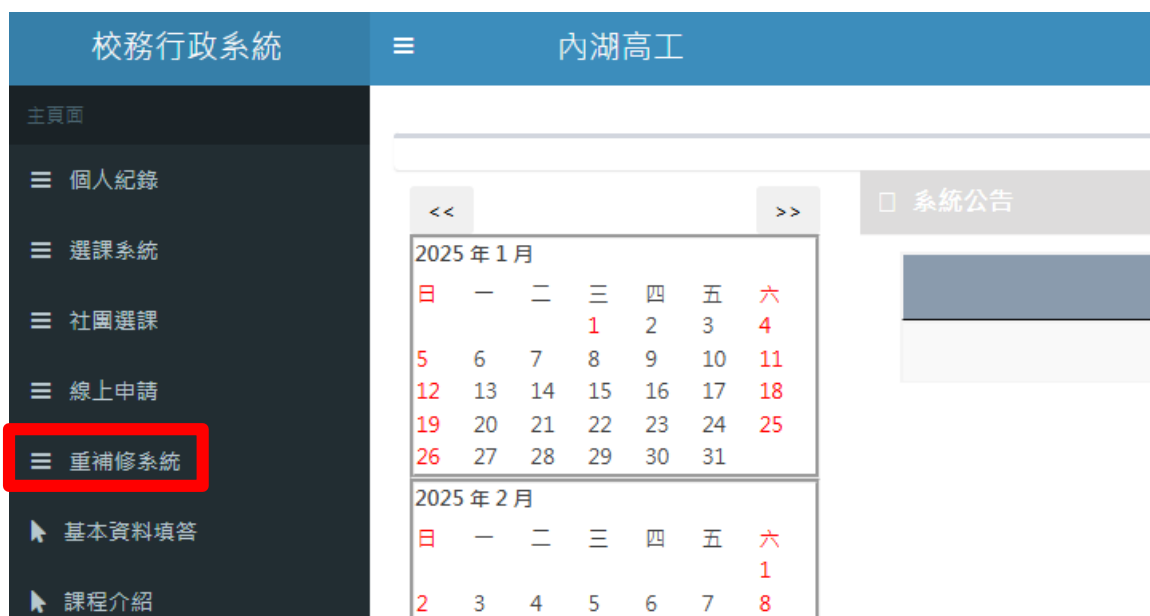 校務行政系統
內湖高工
主頁面
個人紀錄
選課系統
社團選課
線上申請
重補修系統
基本資料填答
課程介紹
<< >>
2025 年 1 月
日 一 二 三 四 五 六
1 2 3 4
5 6 7 8 9 10 11
12 13 14 15 16 17 18
19 20 21 22 23 24 25
26 27 28 29 30 31
2025 年 2 月
日 一 二 三 四 五 六
1
2 3 4 5 6 7 8
系統公告